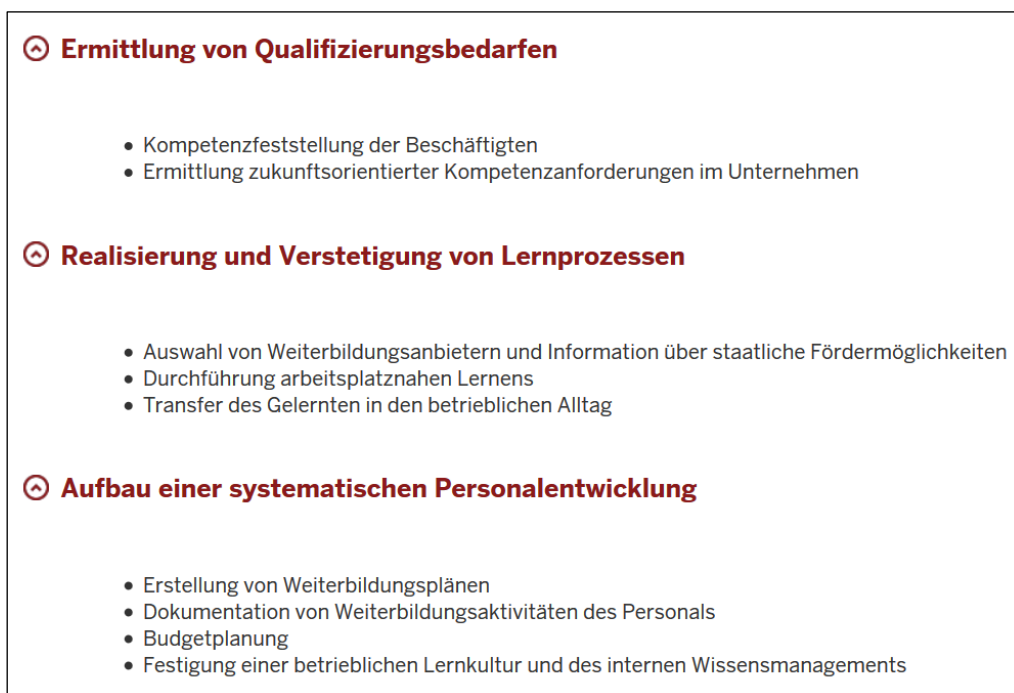 Ermittlung von Qualifizierungsbedarfen
• Kompetenzfeststellung der Beschäftigten
• Ermittlung zukunftsorientierter Kompetenzanforderungen im Unternehmen
Realisierung und Verstetigung von Lernprozessen
• Auswahl von Weiterbildungsanbietern und Information über staatliche Fördermöglichkeiten
• Durchführung arbeitsplatznahen Lernens
• Transfer des Gelernten in den betrieblichen Alltag
Aufbau einer systematischen Personalentwicklung
• Erstellung von Weiterbildungsplänen
• Dokumentation von Weiterbildungsaktivitäten des Personals
• Budgetplanung
• Festigung einer betrieblichen Lernkultur und des internen Wissensmanagements